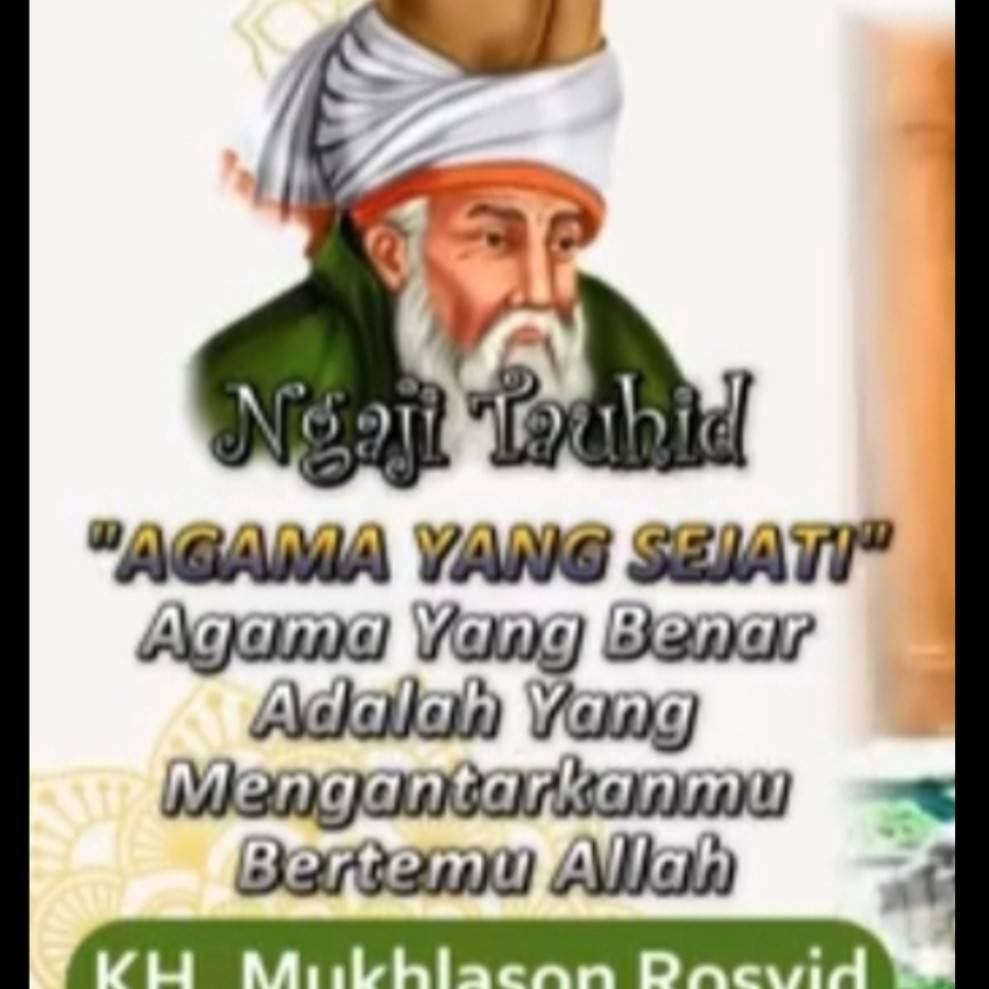 Ngaji Tauhid
"AGAMA YANG SEJATI"
Agama Yang Benar
Adalah Yang
Mengantarkanmu
Bertemu Allah
KH. Mukhlason Rosyid